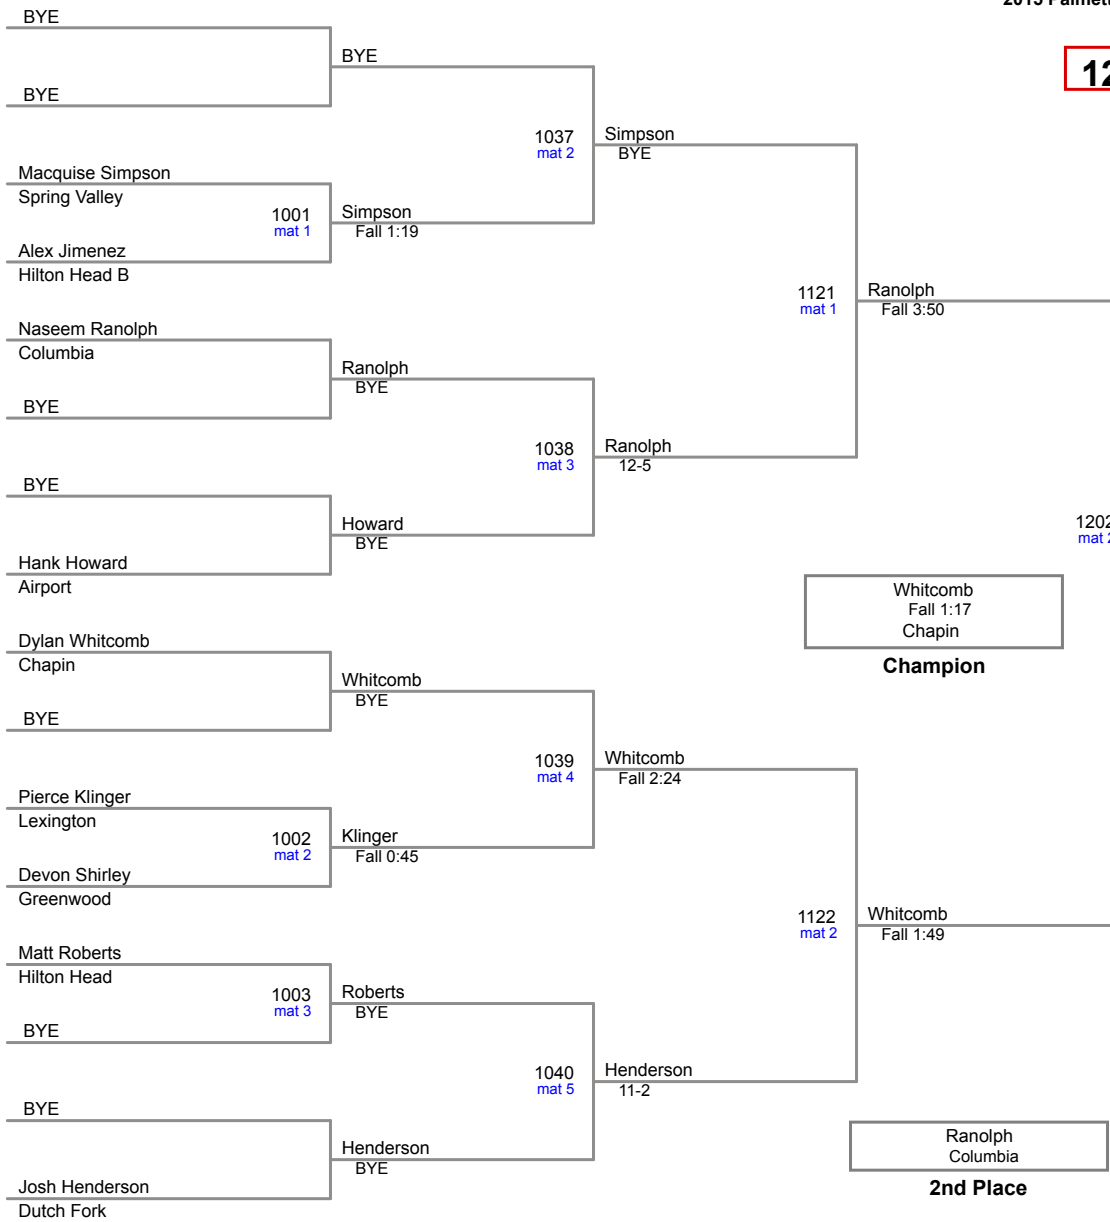 BYE
BYE
BYE
1037
mat 2
Simpson
BYE
Macquise Simpson
Spring Valley
1001
mat 1
Simpson
Fall 1:19
Alex Jimenez
Hilton Head B
1121
mat 1
Ranolph
Fall 3:50
Naseem Ranolph
Columbia
Ranolph
BYE
BYE
1038
mat 3
Ranolph
12-5
BYE
Howard
BYE
1202
mat 2
Hank Howard
Airport
Whitcomb
Fall 1:17
Chapin
Champion
Dylan Whitcomb
Chapin
Whitcomb
BYE
BYE
1039
mat 4
Whitcomb
Fall 2:24
Pierce Klinger
Lexington
1002
mat 2
Klinger
Fall 0:45
Devon Shirley
Greenwood
1122
mat 2
Whitcomb
Fall 1:49
Matt Roberts
Hilton Head
1003
mat 3
Roberts
BYE
BYE
1040
mat 5
Henderson
11-2
BYE
Henderson
BYE
Ranolph
Columbia
2nd Place
Josh Henderson
Dutch Fork